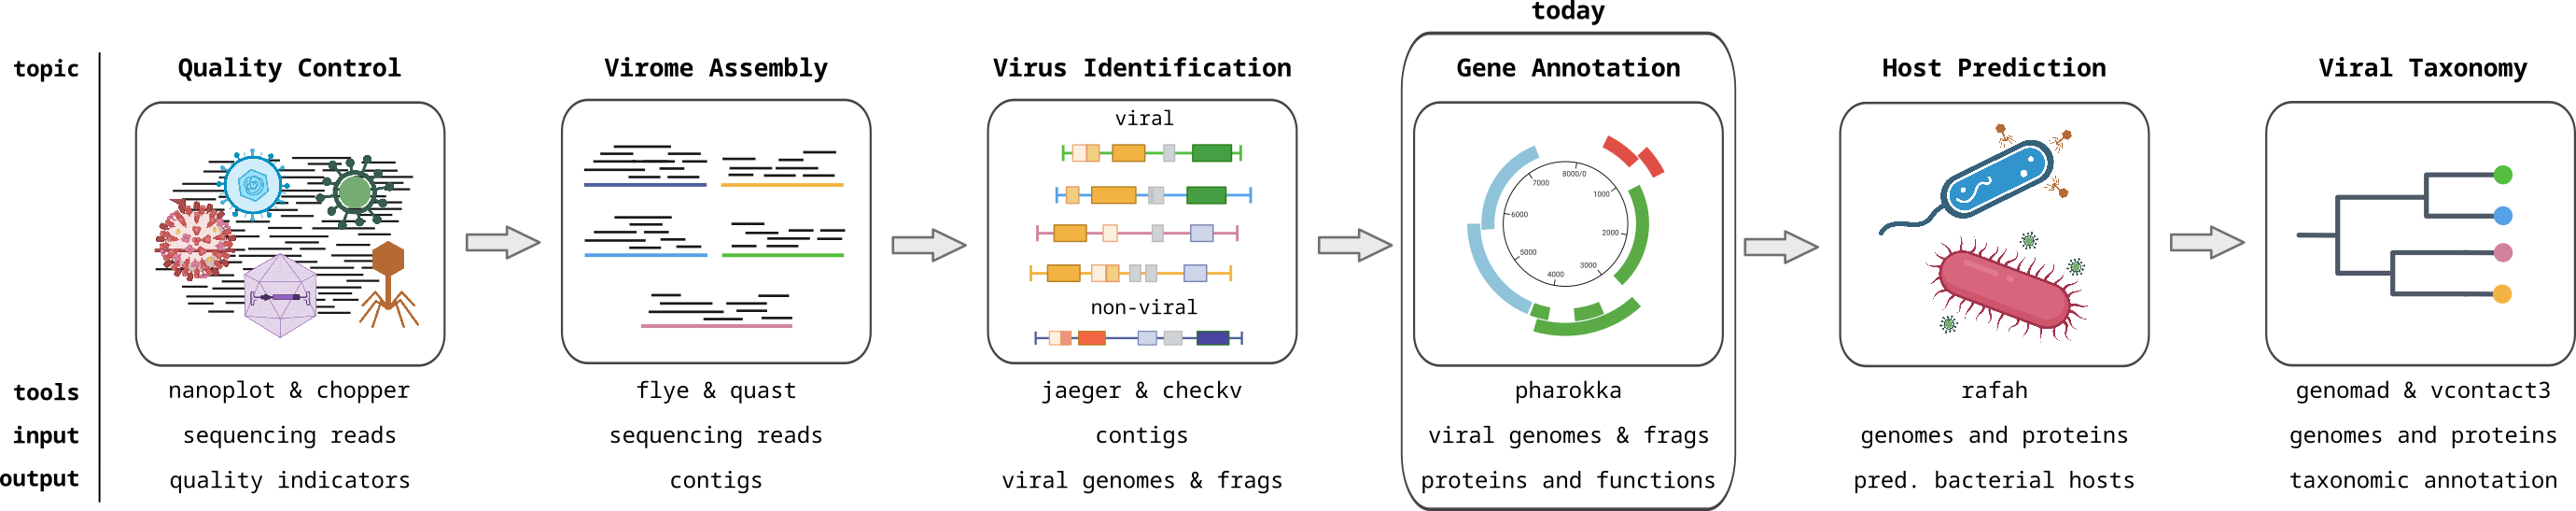 today
topic Quality Control Virome Assembly Virus Identification Gene Annotation Host Prediction Viral Taxonomy
viral
non-viral
8000/0
1000
2000
3000
4000
5000
6000
7000
tools nanoplot & chopper flye & quast jaeger & checkv pharokka rafah genomad & vcontact3
input sequencing reads sequencing reads contigs viral genomes & frags genomes and proteins genomes and proteins
output quality indicators contigs viral genomes & frags proteins and functions pred. bacterial hosts taxonomic annotation